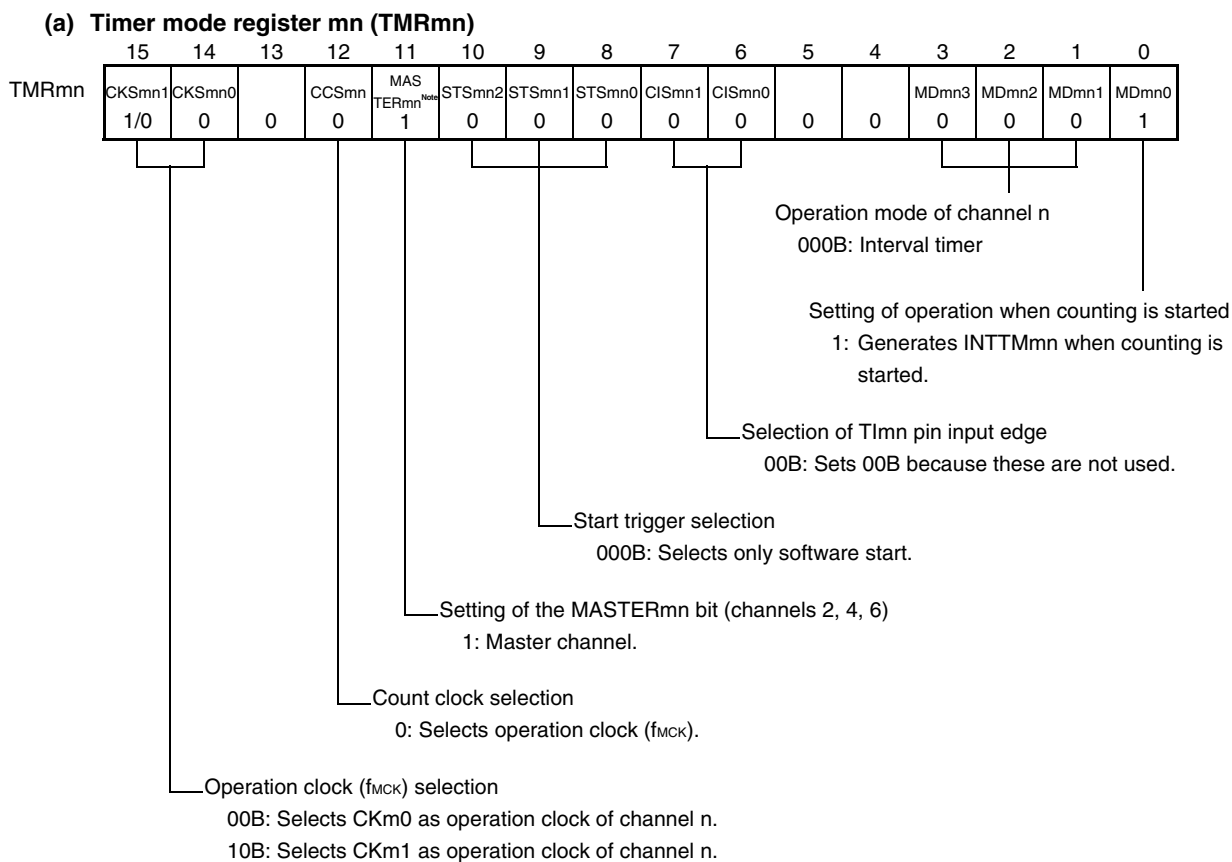 (a) Timer mode register mn (TMRmn)
15 14 13 12 11 10 9 8 7 6 5 4 3 2 1 0
TMRmn CKSmn1 CKSmn0 CCSmn MAS TERmn Note STSmn2 STSmn1 STSmn0 CISmn1 CISmn0 MDmn3 MDmn2 MDmn1 MDmn0
1/0 0 0 0 1 0 0 0 0 0 0 0 0 0 0 1
Operation mode of channel n
000B: Interval timer
Setting of operation when counting is started
1: Generates INTTMmn when counting is
started.
Selection of TImn pin input edge
00B: Sets 00B because these are not used.
Start trigger selection
000B: Selects only software start.
Setting of the MASTERmn bit (channels 2, 4, 6)
1: Master channel.
Count clock selection
0: Selects operation clock (fMCK).
Operation clock (fMCK) selection
00B: Selects CKm0 as operation clock of channel n.
10B: Selects CKm1 as operation clock of channel n.